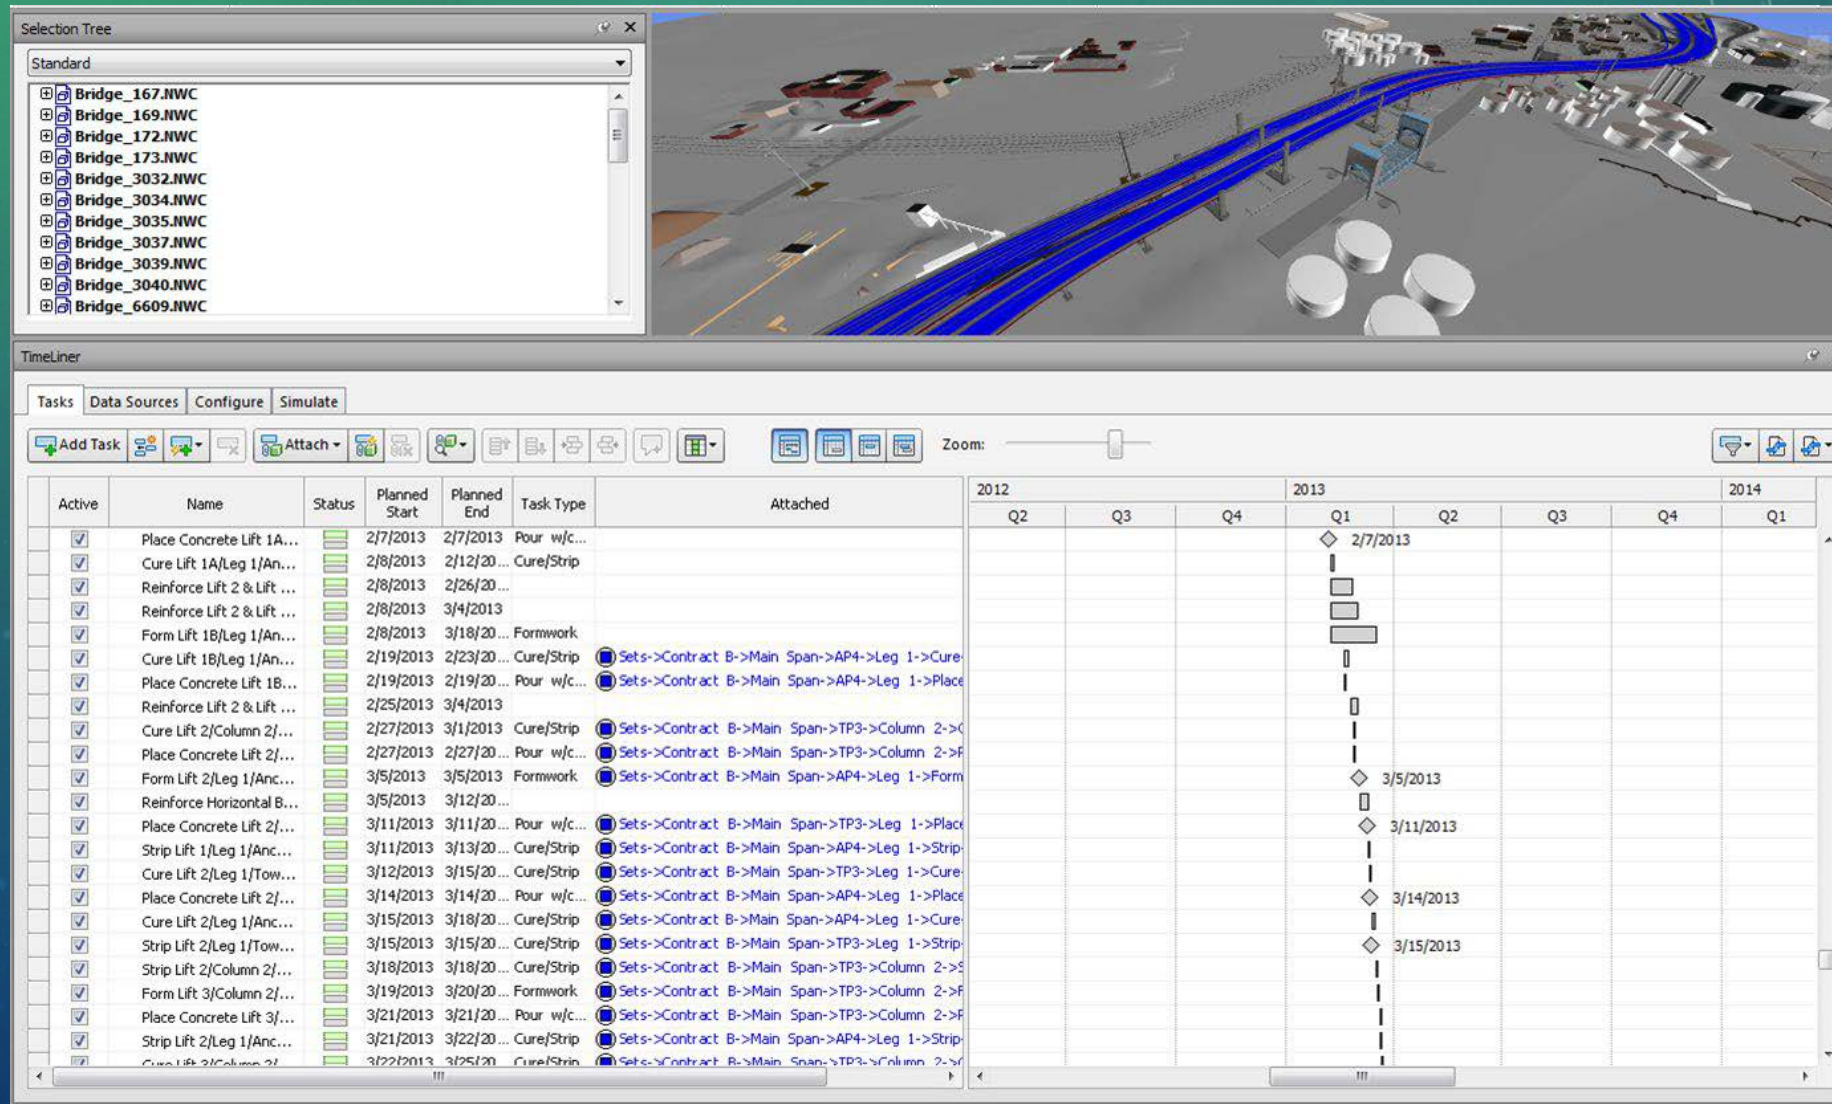 Selection Tree
Standard
Bridge_167.NWC
Bridge_169.NWC
Bridge_172.NWC
Bridge_173.NWC
Bridge_3032.NWC
Bridge_3034.NWC
Bridge_3035.NWC
Bridge_3037.NWC
Bridge_3039.NWC
Bridge_3040.NWC
Bridge_6609.NWC
TimeLiner
Tasks Data Sources Configure Simulate
Add Task Attach Zoom:
Active Name Status Planned Start Planned End Task Type Attached
2012 2013 2014
Q2 Q3 Q4 Q1 Q2 Q3 Q4 Q1
Place Concrete Lift 1A... 2/7/2013 2/7/2013 Pour w/c... 2/7/2013
Cure Lift 1A/Leg 1/An... 2/8/2013 2/12/20... Cure/Strip
Reinforce Lift 2 & Lift ... 2/8/2013 2/26/20...
Reinforce Lift 2 & Lift ... 2/8/2013 3/4/2013
Form Lift 1B/Leg 1/An... 2/8/2013 3/18/20... Formwork
Cure Lift 1B/Leg 1/An... 2/19/2013 2/23/20... Cure/Strip Sets->Contract B->Main Span->AP4->Leg 1->Cure
Place Concrete Lift 1B... 2/19/2013 2/19/20... Pour w/c... Sets->Contract B->Main Span->AP4->Leg 1->Place
Reinforce Lift 2 & Lift ... 2/25/2013 3/4/2013
Cure Lift 2/Column 2/... 2/27/2013 3/1/2013 Cure/Strip Sets->Contract B->Main Span->TP3->Column 2->
Place Concrete Lift 2/... 2/27/2013 2/27/20... Pour w/c... Sets->Contract B->Main Span->TP3->Column 2->
Form Lift 2/Leg 1/Anc... 3/5/2013 3/5/2013 Formwork Sets->Contract B->Main Span->AP4->Leg 1->Form 3/5/2013
Reinforce Horizontal B... 3/5/2013 3/12/20...
Place Concrete Lift 2/... 3/11/2013 3/11/20... Pour w/c... Sets->Contract B->Main Span->TP3->Leg 1->Place 3/11/2013
Strip Lift 1/Leg 1/Anc... 3/11/2013 3/13/20... Cure/Strip Sets->Contract B->Main Span->AP4->Leg 1->Strip
Cure Lift 2/Leg 1/Tow... 3/12/2013 3/15/20... Cure/Strip Sets->Contract B->Main Span->TP3->Leg 1->Cure
Place Concrete Lift 2/... 3/14/2013 3/14/20... Pour w/c... Sets->Contract B->Main Span->AP4->Leg 1->Place 3/14/2013
Cure Lift 2/Leg 1/Anc... 3/15/2013 3/18/20... Cure/Strip Sets->Contract B->Main Span->AP4->Leg 1->Cure
Strip Lift 2/Leg 1/Tow... 3/15/2013 3/15/20... Cure/Strip Sets->Contract B->Main Span->TP3->Leg 1->Strip 3/15/2013
Strip Lift 2/Column 2/... 3/18/2013 3/18/20... Cure/Strip Sets->Contract B->Main Span->TP3->Column 2->
Form Lift 3/Column 2/... 3/19/2013 3/20/20... Formwork Sets->Contract B->Main Span->TP3->Column 2->
Place Concrete Lift 3/... 3/21/2013 3/21/20... Pour w/c... Sets->Contract B->Main Span->TP3->Column 2->
Strip Lift 2/Leg 1/Anc... 3/21/2013 3/22/20... Cure/Strip Sets->Contract B->Main Span->AP4->Leg 1->Strip
Cure Lift 3/Column 2/ 3/22/2013 3/25/20 Cure/Strip Sets->Contract B->Main Span->TP3->Column 2->